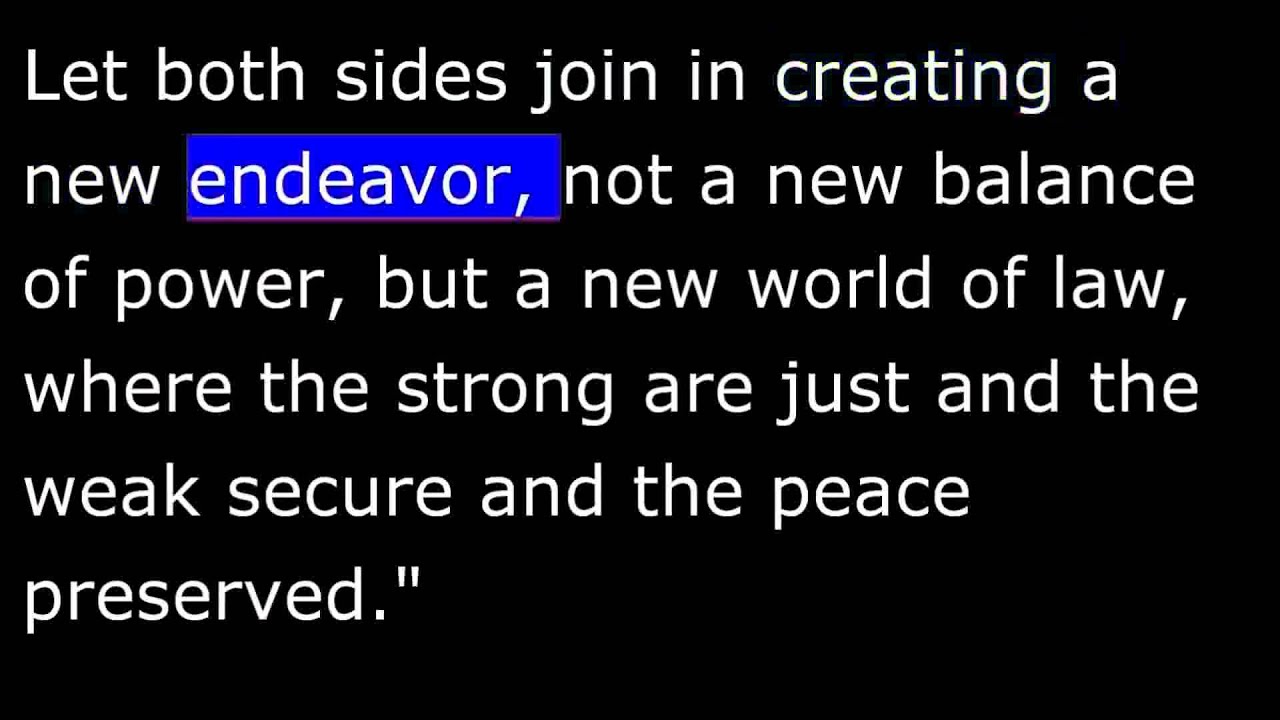 Let both sides join in creating a
new endeavor, not a new balance
of power, but a new world of law,
where the strong are just and the
weak secure and the peace
preserved."